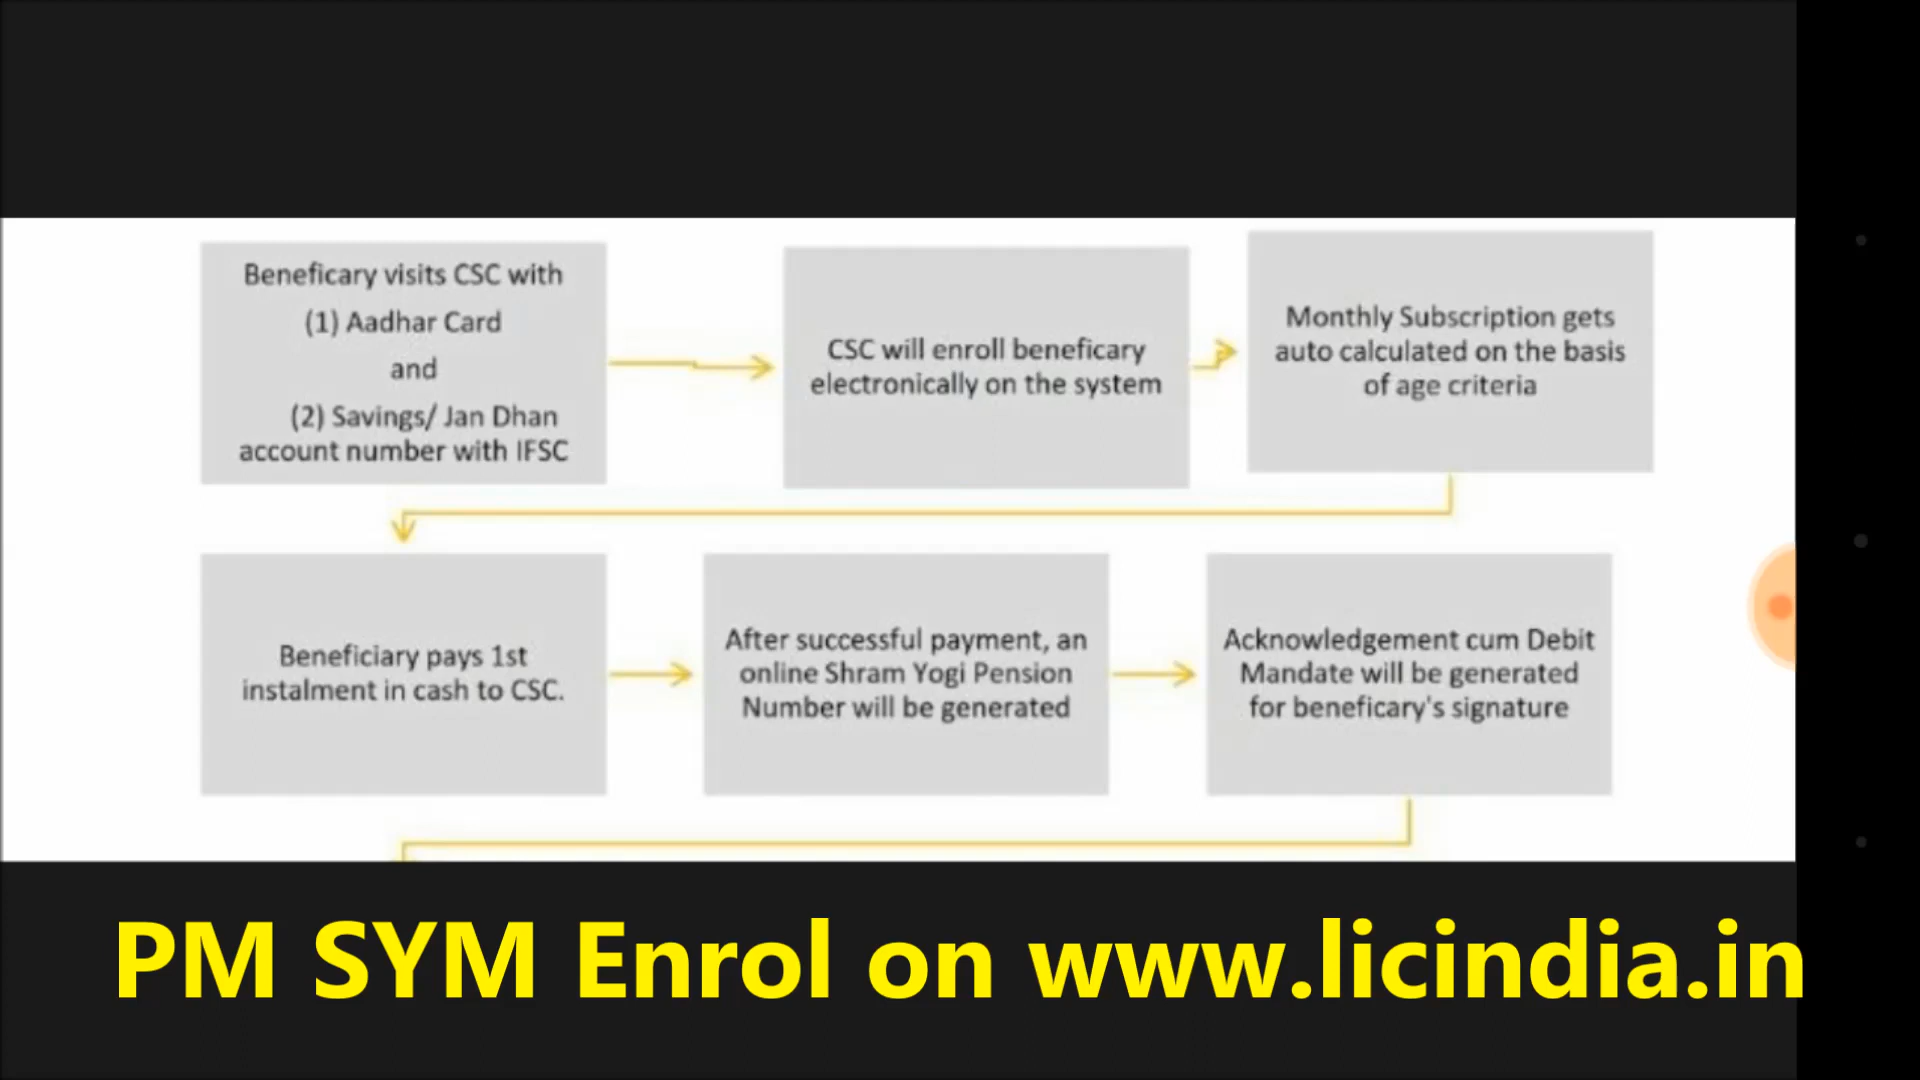 Beneficary visits CSC with
(1) Aadhar Card
and
(2) Savings/ Jan Dhan
account number with IFSC
CSC will enroll beneficary
electronically on the system
Monthly Subscription gets
auto calculated on the basis
of age criteria
Beneficiary pays 1st
instalment in cash to CSC.
After successful payment, an
online Shram Yogi Pension
Number will be generated
Acknowledgement cum Debit
Mandate will be generated
for beneficary's signature
PM SYM Enrol on www.licindia.in